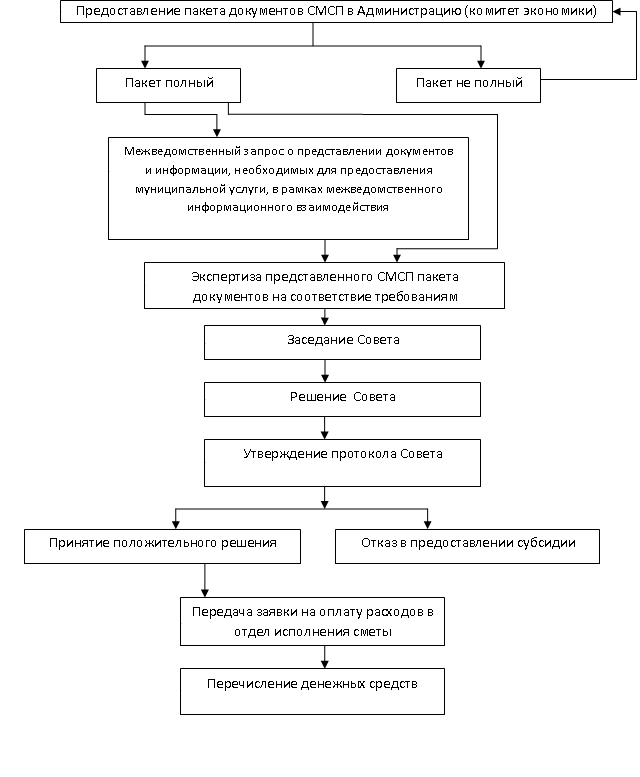 Предоставление пакета документов СМСП в Администрацию (комитет экономики)
Пакет полный
Пакет не полный
Межведомственный запрос о представлении документов
и информации, необходимых для предоставления
муниципальной услуги, в рамках межведомственного
информационного взаимодействия
Экспертиза представленного СМСП пакета
документов на соответствие требованиям
Заседание Совета
Решение Совета
Утверждение протокола Совета
Принятие положительного решения
Отказ в предоставлении субсидии
Передача заявки на оплату расходов в
отдел исполнения сметы
Перечисление денежных средств